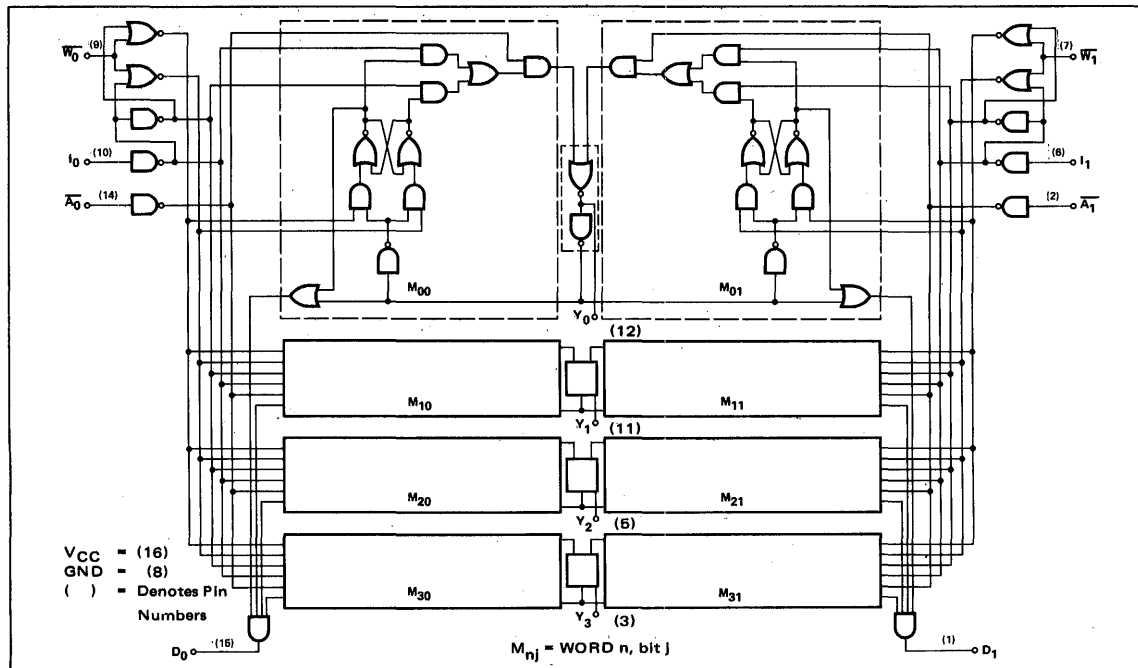 W̅₀ (9)
(7) W̅₁
I₀ (10)
(6) I₁
A̅₀ (14)
(2) A̅₁
M₀₀
M₀₁
Y₀
(12)
M₁₀
M₁₁
Y₁
(11)
M₂₀
M₂₁
Y₂ (5)
VCC = (16)
GND = (8)
( ) = Denotes Pin
Numbers
M₃₀
M₃₁
Y₃ (3)
D₀ (15)
Mnj = WORD n, bit j
(1) D₁